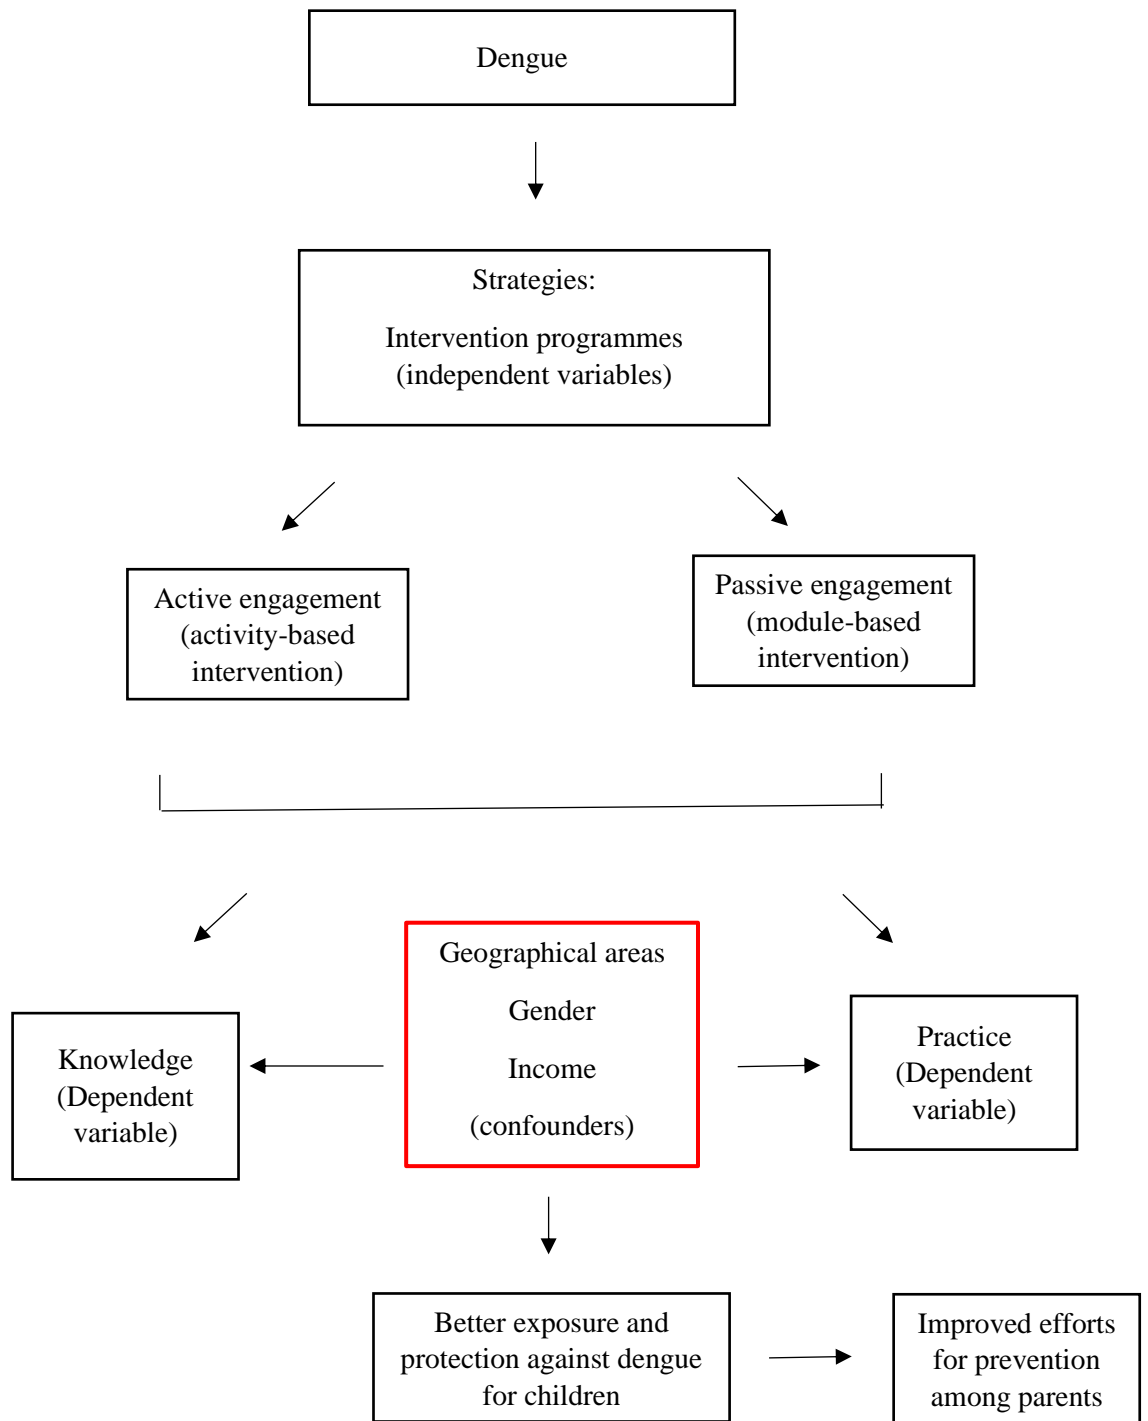 Dengue
Strategies:
Intervention programmes
(independent variables)
Active engagement
(activity-based
intervention)
Passive engagement
(module-based
intervention)
Geographical areas
Gender
Income
(confounders)
Knowledge
(Dependent
variable)
Practice
(Dependent
variable)
Better exposure and
protection against dengue
for children
Improved efforts
for prevention
among parents